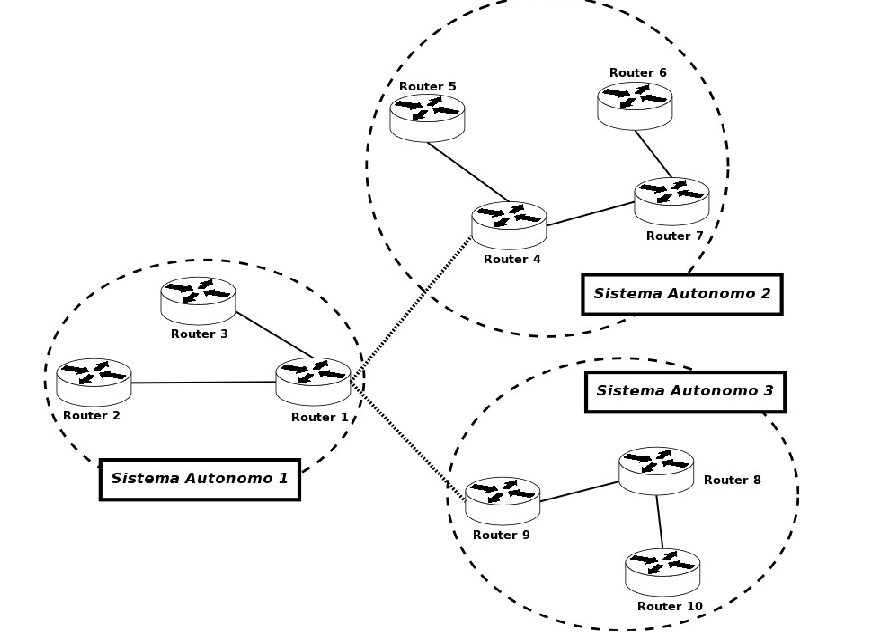 Router 5
Router 6
Router 4
Router 7
Sistema Autonomo 2
Router 3
Router 2
Router 1
Sistema Autonomo 1
Sistema Autonomo 3
Router 8
Router 9
Router 10